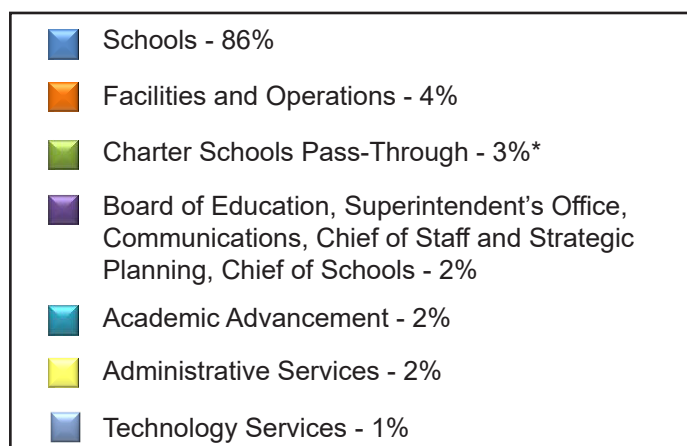 Schools - 86%
Facilities and Operations - 4%
Charter Schools Pass-Through - 3%*
Board of Education, Superintendent’s Office,
Communications, Chief of Staff and Strategic
Planning, Chief of Schools - 2%
Academic Advancement - 2%
Administrative Services - 2%
Technology Services - 1%